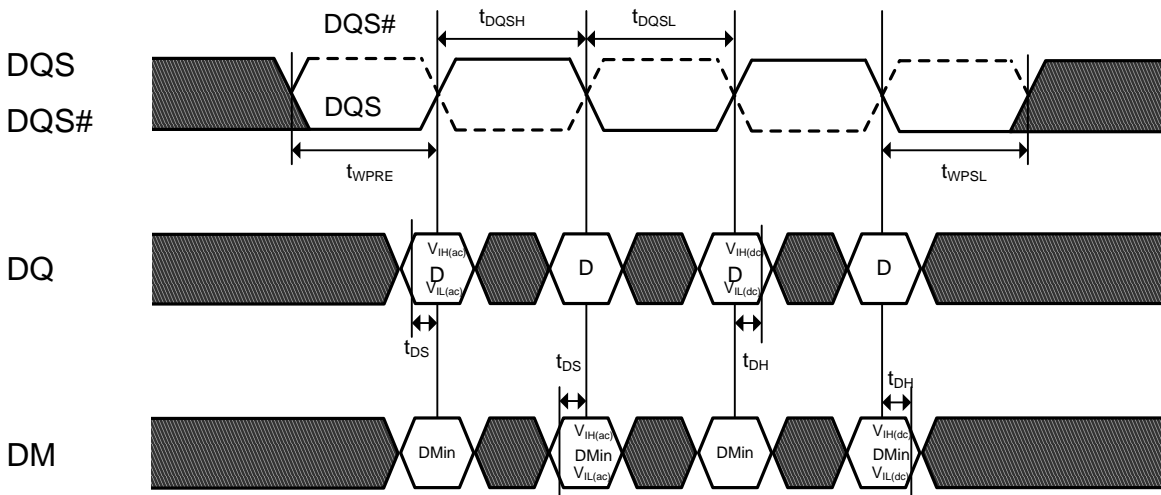 DQS#
tDQSH
tDQSL
DQS
DQS
DQS#
tWPRE
tWPSL
DQ
VIH(ac)
D
VIL(ac)
D
VIH(dc)
D
VIL(dc)
D
tDS
tDS
tDH
tDH
DM
DMin
VIH(ac)
DMin
VIL(ac)
DMin
VIH(dc)
DMin
VIL(dc)